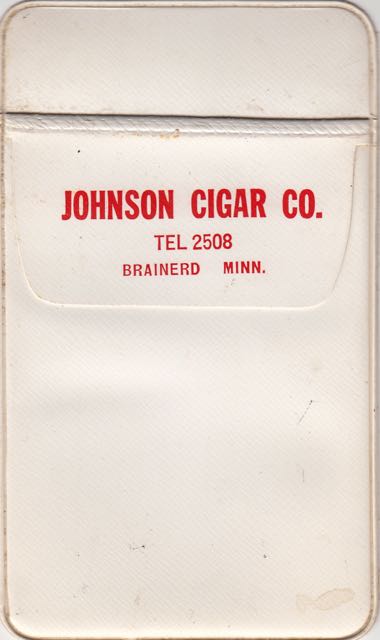 JOHNSON CIGAR CO.
TEL 2508
BRAINERD MINN.